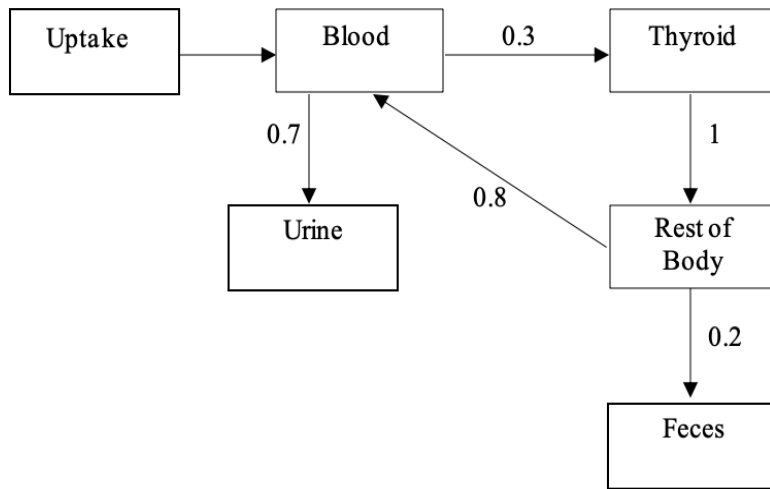 Uptake
Blood
0.3
Thyroid
0.7
1
0.8
Urine
Rest of
Body
0.2
Feces